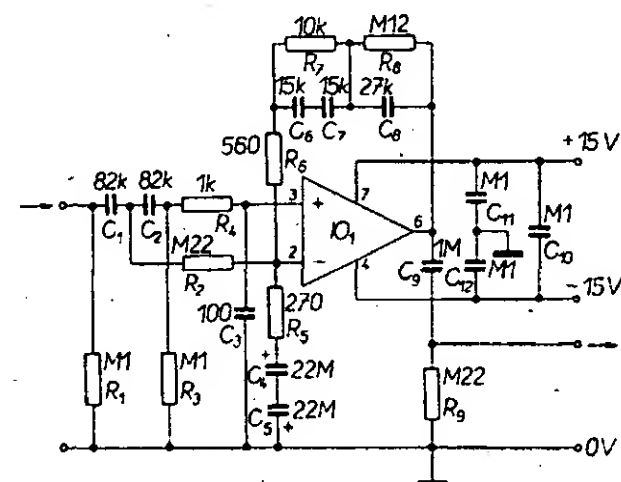 10k
R7
M12
R8
15k
C6
15k
C7
27k
C8
560
R6
+15V
82k
C1
82k
C2
1k
R4
3
+
IO1
7
6
M1
C11
M1
C10
M22
R2
2
−
4
1M
C9
C12
M1
−15V
100
C3
270
R5
M1
R1
M1
R3
+
C4
22M
C5
22M
+
M22
R9
0V